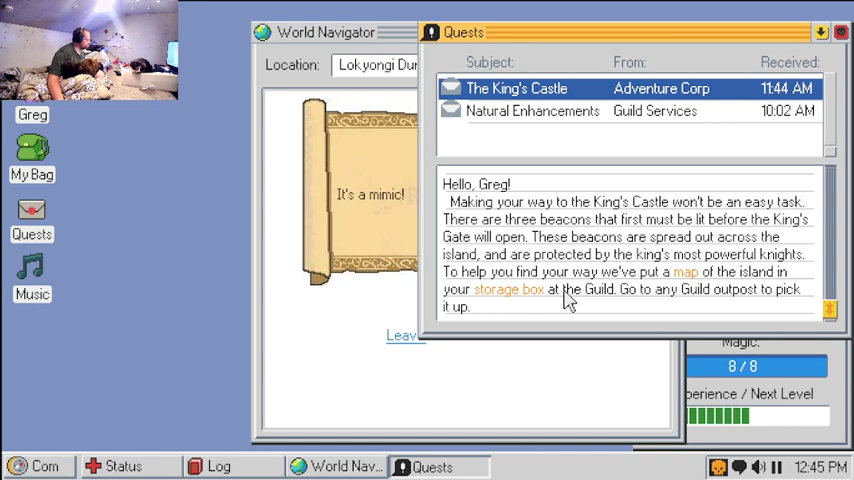 World Navigator
Quests
Location:
Lokyongi Dun
Subject:
From:
Received:
The King's Castle
Adventure Corp
11:44 AM
Natural Enhancements
Guild Services
10:02 AM
Greg
My Bag
Quests
Music
It's a mimic!
Leav
Hello, Greg!
Making your way to the King's Castle won't be an easy task.
There are three beacons that first must be lit before the King's
Gate will open. These beacons are spread out across the
island, and are protected by the king's most powerful knights.
To help you find your way we've put a map of the island in
your storage box at the Guild. Go to any Guild outpost to pick
it up.
Magic:
8 / 8
perience / Next Level
Com
Status
Log
World Nav...
Quests
12:45 PM